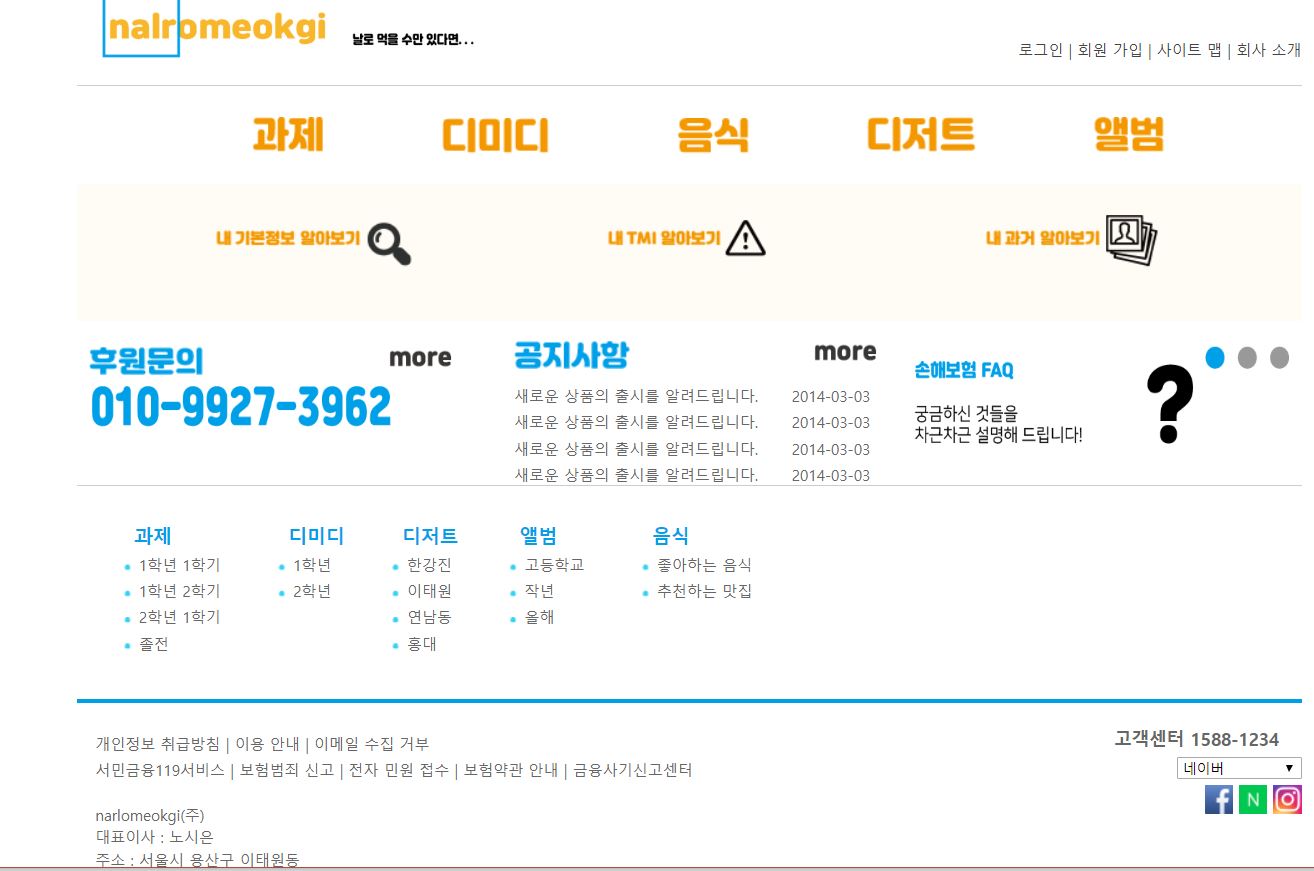 nalromeokgi
날로 먹을 수만 있다면...
로그인 | 회원 가입 | 사이트 맵 | 회사 소개
과제 디미디 음식 디저트 앨범
내 기본정보 알아보기 내 TMI 알아보기 내 과거 알아보기
후원문의 more
010-9927-3962
공지사항 more
새로운 상품의 출시를 알려드립니다. 2014-03-03
새로운 상품의 출시를 알려드립니다. 2014-03-03
새로운 상품의 출시를 알려드립니다. 2014-03-03
새로운 상품의 출시를 알려드립니다. 2014-03-03
손해보험 FAQ
궁금하신 것들을
차근차근 설명해 드립니다!
?
과제
1학년 1학기
1학년 2학기
2학년 1학기
졸전
디미디
1학년
2학년
디저트
한강진
이태원
연남동
홍대
앨범
고등학교
작년
올해
음식
좋아하는 음식
추천하는 맛집
개인정보 취급방침 | 이용 안내 | 이메일 수집 거부
서민금융119서비스 | 보험범죄 신고 | 전자 민원 접수 | 보험약관 안내 | 금융사기신고센터
narlomeokgi(주)
대표이사 : 노시은
주소 : 서울시 용산구 이태원동
고객센터 1588-1234
네이버
f N